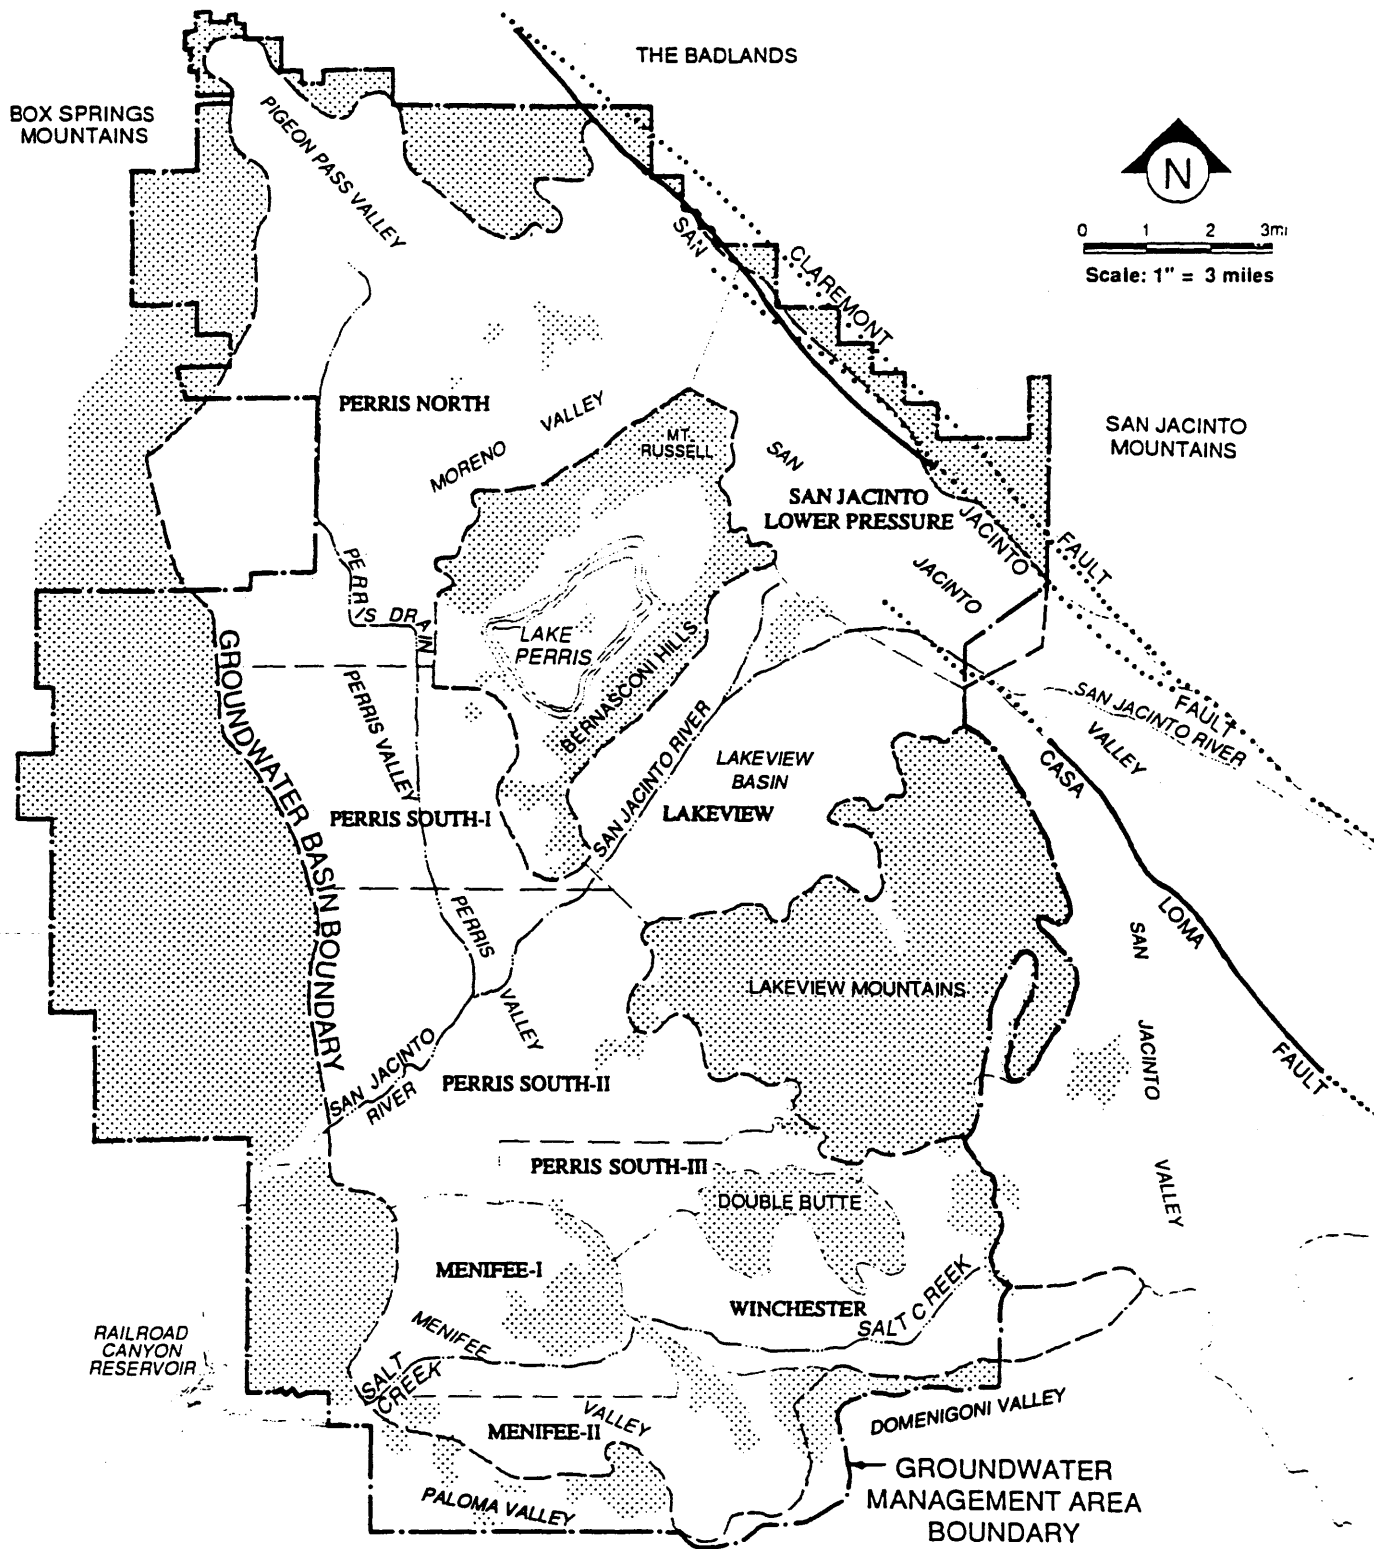 THE BADLANDS
BOX SPRINGS
MOUNTAINS
PIGEON PASS VALLEY
N
0 1 2 3mi
Scale: 1" = 3 miles
SAN
CLAREMONT
PERRIS NORTH
MORENO VALLEY
MT.
RUSSELL
SAN
SAN JACINTO
MOUNTAINS
SAN JACINTO
LOWER PRESSURE
JACINTO
FAULT
JACINTO
PERRIS DRAIN
LAKE
PERRIS
BERNASCONI HILLS
GROUNDWATER BASIN BOUNDARY
PERRIS VALLEY
SAN JACINTO RIVER
FAULT
SAN JACINTO RIVER
VALLEY
LAKEVIEW
BASIN
CASA
PERRIS SOUTH-I
LAKEVIEW
LOMA
PERRIS
SAN
LAKEVIEW MOUNTAINS
VALLEY
JACINTO
FAULT
SAN JACINTO
RIVER
PERRIS SOUTH-II
PERRIS SOUTH-III
VALLEY
DOUBLE BUTTE
MENIFEE-I
WINCHESTER
SALT CREEK
MENIFEE
RAILROAD
CANYON
RESERVOIR
SALT
CREEK
VALLEY
MENIFEE-II
DOMENIGONI VALLEY
PALOMA VALLEY
GROUNDWATER
MANAGEMENT AREA
BOUNDARY